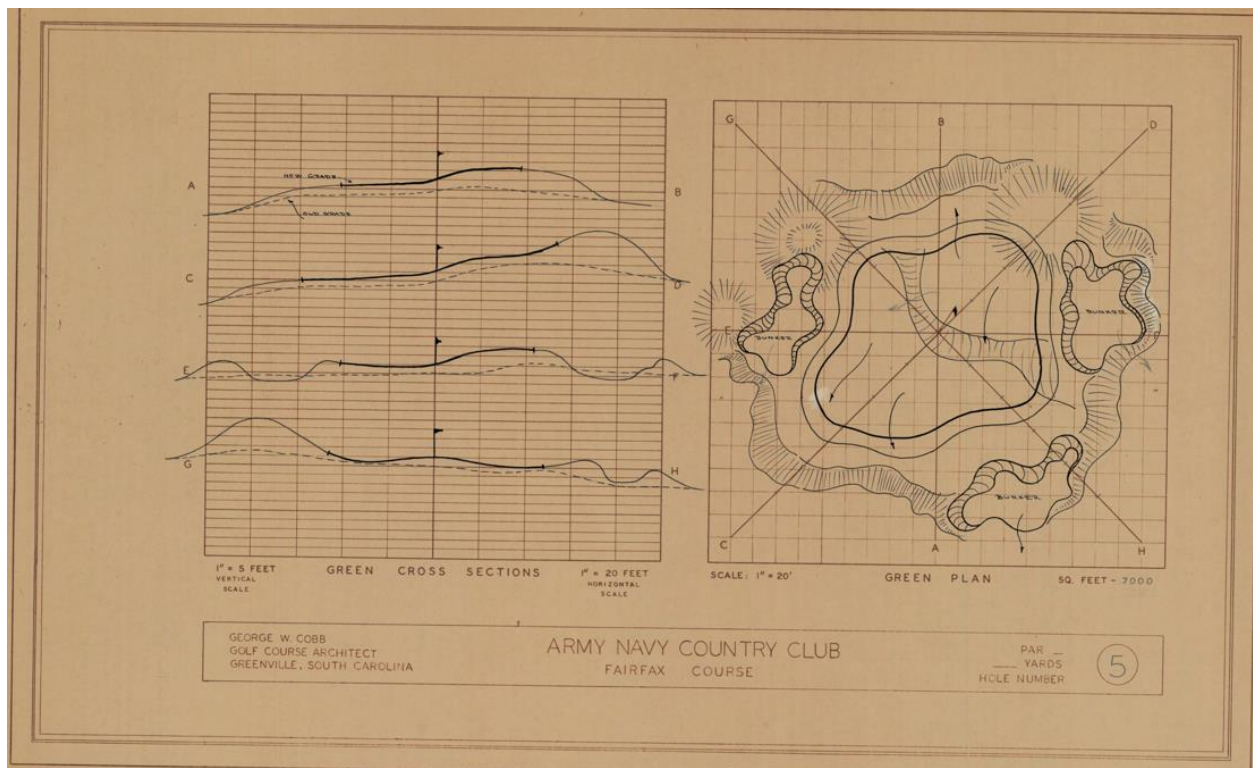 A
NEW GRADE
OLD GRADE
B
C
D
E
F
G
H
1" = 5 FEET
VERTICAL
SCALE
GREEN CROSS SECTIONS
1" = 20 FEET
HORIZONTAL
SCALE
G
B
D
E
BUNKER
BUNKER
F
BUNKER
C
A
H
SCALE: 1" = 20'
GREEN PLAN
SQ. FEET - 7000
GEORGE W. COBB
GOLF COURSE ARCHITECT
GREENVILLE, SOUTH CAROLINA
ARMY NAVY COUNTRY CLUB
FAIRFAX COURSE
PAR _
____ YARDS
HOLE NUMBER
5